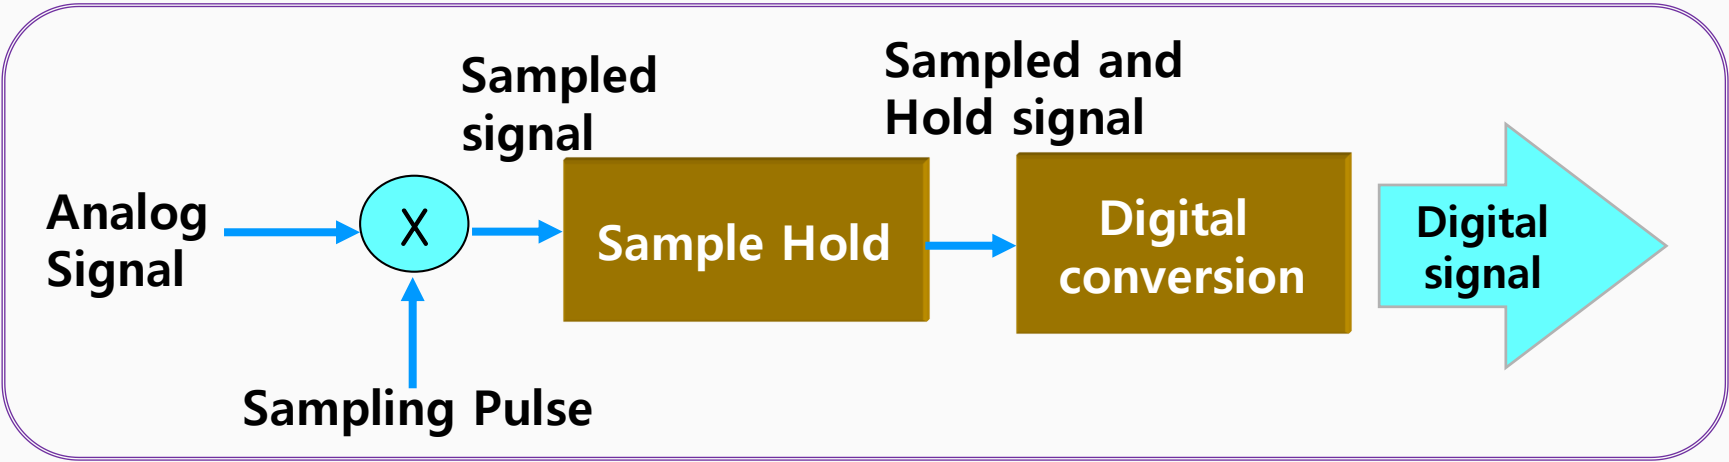 Sampled
signal
Sampled and
Hold signal
Analog
Signal
X
Sample Hold
Digital
conversion
Digital
signal
Sampling Pulse